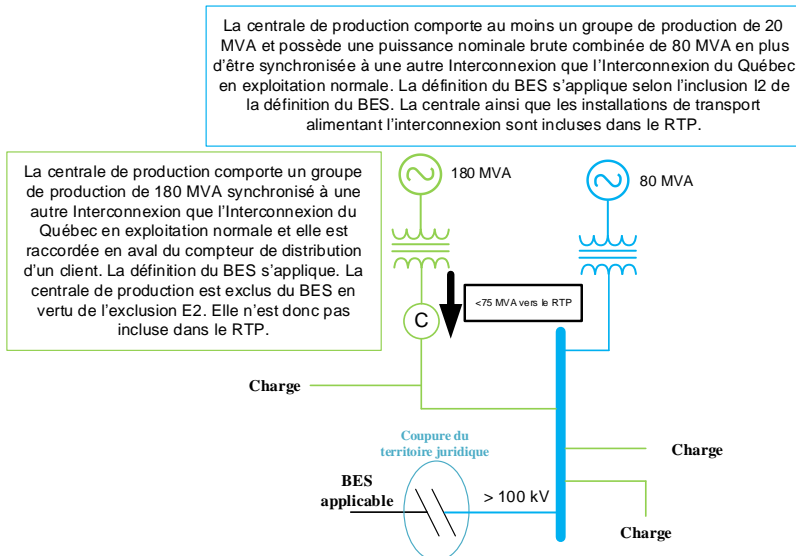 La centrale de production comporte au moins un groupe de production de 20
MVA et possède une puissance nominale brute combinée de 80 MVA en plus
d'être synchronisée à une autre Interconnexion que l'Interconnexion du Québec
en exploitation normale. La définition du BES s'applique selon l'inclusion I2 de
la définition du BES. La centrale ainsi que les installations de transport
alimentant l'interconnexion sont incluses dans le RTP.
La centrale de production comporte un groupe
de production de 180 MVA synchronisé à une
autre Interconnexion que l'Interconnexion du
Québec en exploitation normale et elle est
raccordée en aval du compteur de distribution
d'un client. La définition du BES s'applique. La
centrale de production est exclus du BES en
vertu de l'exclusion E2. Elle n'est donc pas
incluse dans le RTP.
180 MVA
80 MVA
<75 MVA vers le RTP
C
Charge
Coupure du
territoire juridique
Charge
BES
applicable
> 100 kV
Charge